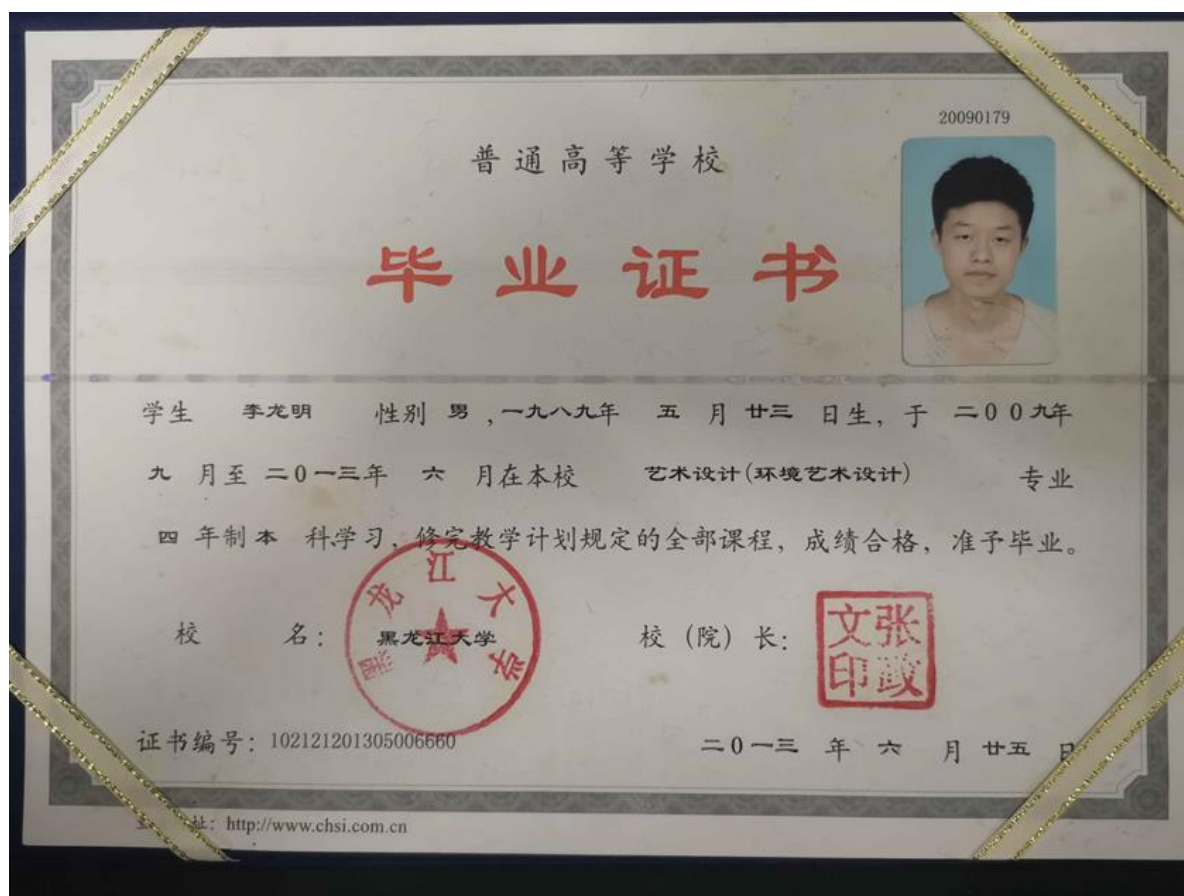 20090179
普通高等学校
毕业证书
学生 李龙明 性别 男 ,一九八九年 五 月 廿三 日生, 于 二00九年
九 月至 二0一三年 六 月在本校 艺术设计(环境艺术设计) 专业
四 年制 本 科学习, 修完教学计划规定的全部课程, 成绩合格, 准予毕业。
校 名: 黑龙江大学 校 (院) 长:
黑龙江大学
张政文印
证书编号: 102121201305006660 二0一三 年 六 月 廿五 日
址: http://www.chsi.com.cn